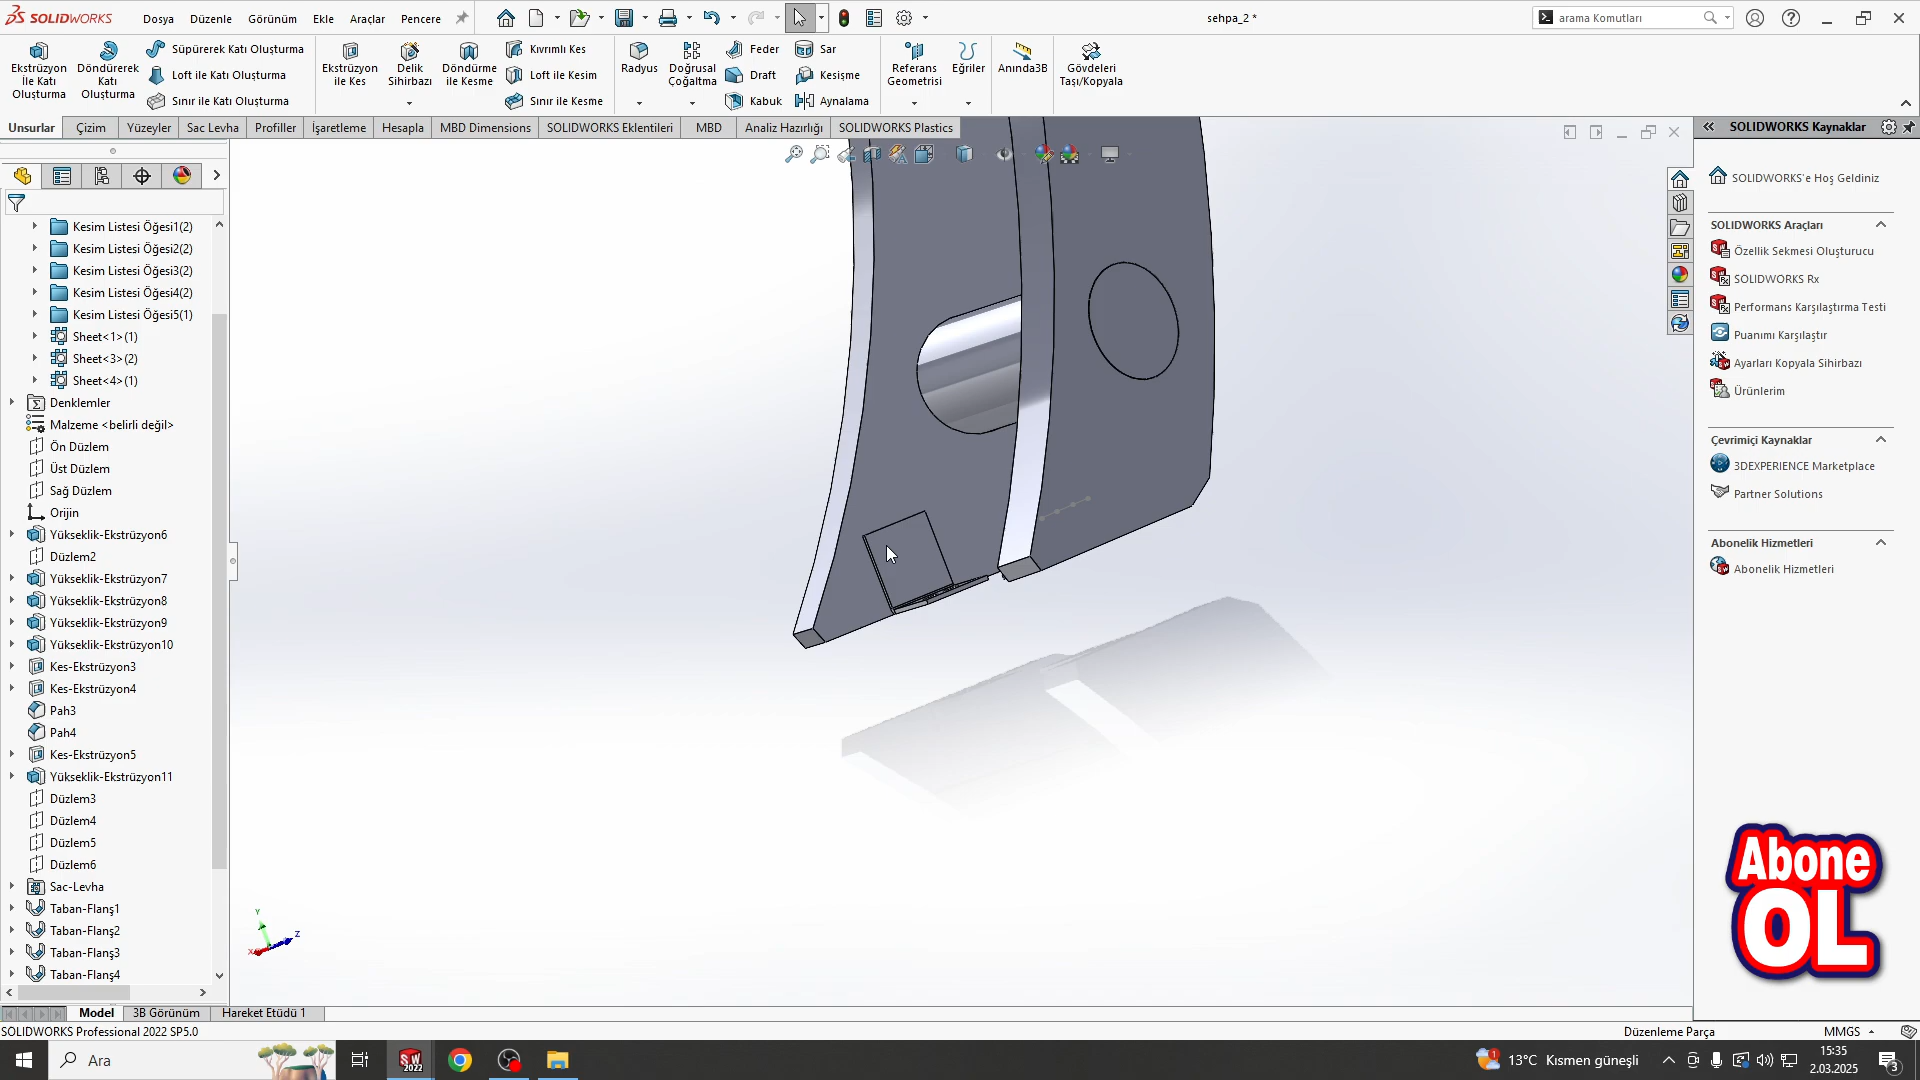 SOLIDWORKS
Dosya
Düzenle
Görünüm
Ekle
Araçlar
Pencere
sehpa_2 *
arama Komutları
Ekstrüzyon İle Katı Oluşturma
Döndürerek Katı Oluşturma
Süpürerek Katı Oluşturma
Loft ile Katı Oluşturma
Sınır ile Katı Oluşturma
Ekstrüzyon ile Kes
Delik Sihirbazı
Döndürme ile Kesme
Kıvrımlı Kes
Loft ile Kesim
Sınır ile Kesme
Radyus
Doğrusal Çoğaltma
Feder
Draft
Kabuk
Sar
Kesişme
Aynalama
Referans Geometrisi
Eğriler
Anında3B
Gövdeleri Taşı/Kopyala
Unsurlar
Çizim
Yüzeyler
Sac Levha
Profiller
İşaretleme
Hesapla
MBD Dimensions
SOLIDWORKS Eklentileri
MBD
Analiz Hazırlığı
SOLIDWORKS Plastics
Kesim Listesi Öğesi1(2)
Kesim Listesi Öğesi2(2)
Kesim Listesi Öğesi3(2)
Kesim Listesi Öğesi4(2)
Kesim Listesi Öğesi5(1)
Sheet<1>(1)
Sheet<3>(2)
Sheet<4>(1)
Denklemler
Malzeme <belirli değil>
Ön Düzlem
Üst Düzlem
Sağ Düzlem
Orijin
Yükseklik-Ekstrüzyon6
Düzlem2
Yükseklik-Ekstrüzyon7
Yükseklik-Ekstrüzyon8
Yükseklik-Ekstrüzyon9
Yükseklik-Ekstrüzyon10
Kes-Ekstrüzyon3
Kes-Ekstrüzyon4
Pah3
Pah4
Kes-Ekstrüzyon5
Yükseklik-Ekstrüzyon11
Düzlem3
Düzlem4
Düzlem5
Düzlem6
Sac-Levha
Taban-Flanş1
Taban-Flanş2
Taban-Flanş3
Taban-Flanş4
Y
Z
X
SOLIDWORKS Kaynaklar
SOLIDWORKS'e Hoş Geldiniz
SOLIDWORKS Araçları
Özellik Sekmesi Oluşturucu
SOLIDWORKS Rx
Performans Karşılaştırma Testi
Puanımı Karşılaştır
Ayarları Kopyala Sihirbazı
Ürünlerim
Çevrimiçi Kaynaklar
3DEXPERIENCE Marketplace
Partner Solutions
Abonelik Hizmetleri
Abonelik Hizmetleri
Abone
OL
Model
3B Görünüm
Hareket Etüdü 1
SOLIDWORKS Professional 2022 SP5.0
Düzenleme Parça
MMGS
Ara
SW
2022
1
13°C Kısmen güneşli
15:35
2.03.2025
3